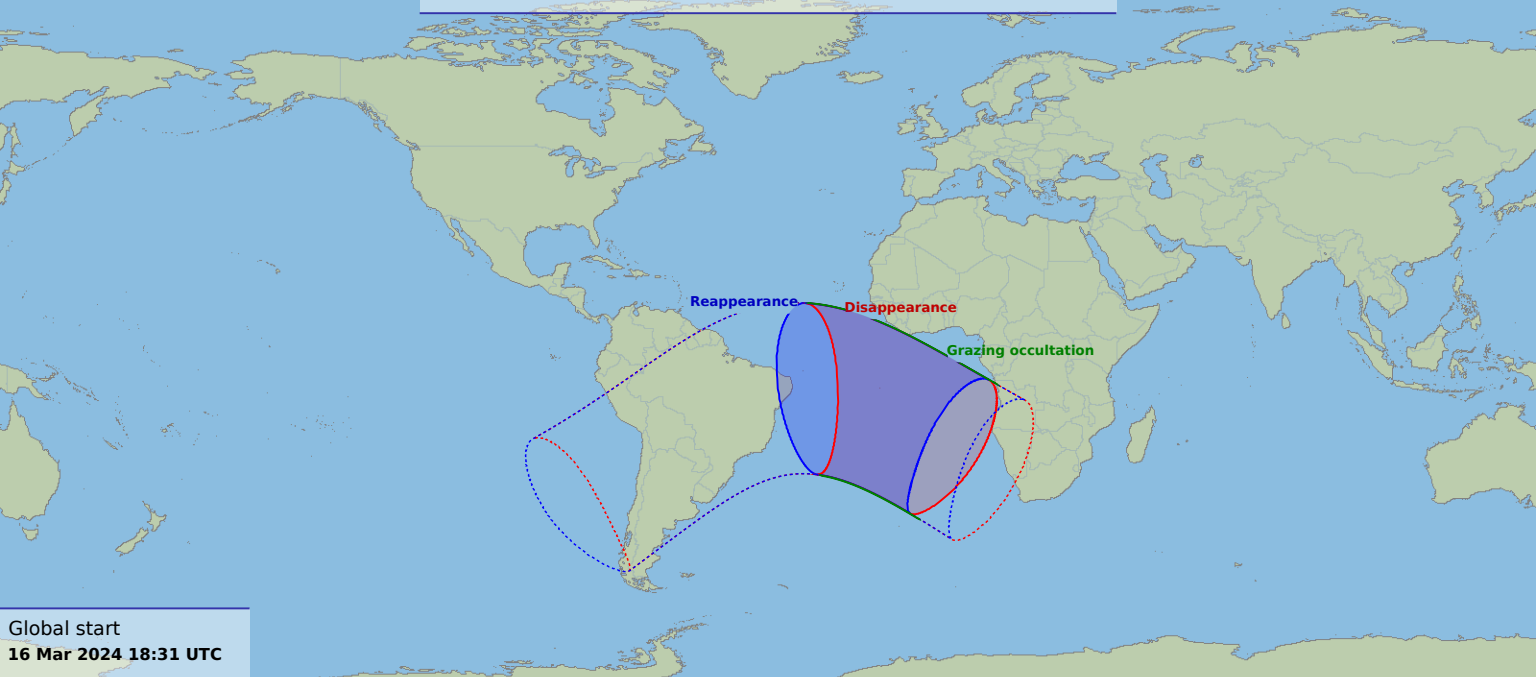 Reappearance
Disappearance
Grazing occultation
Global start
16 Mar 2024 18:31 UTC